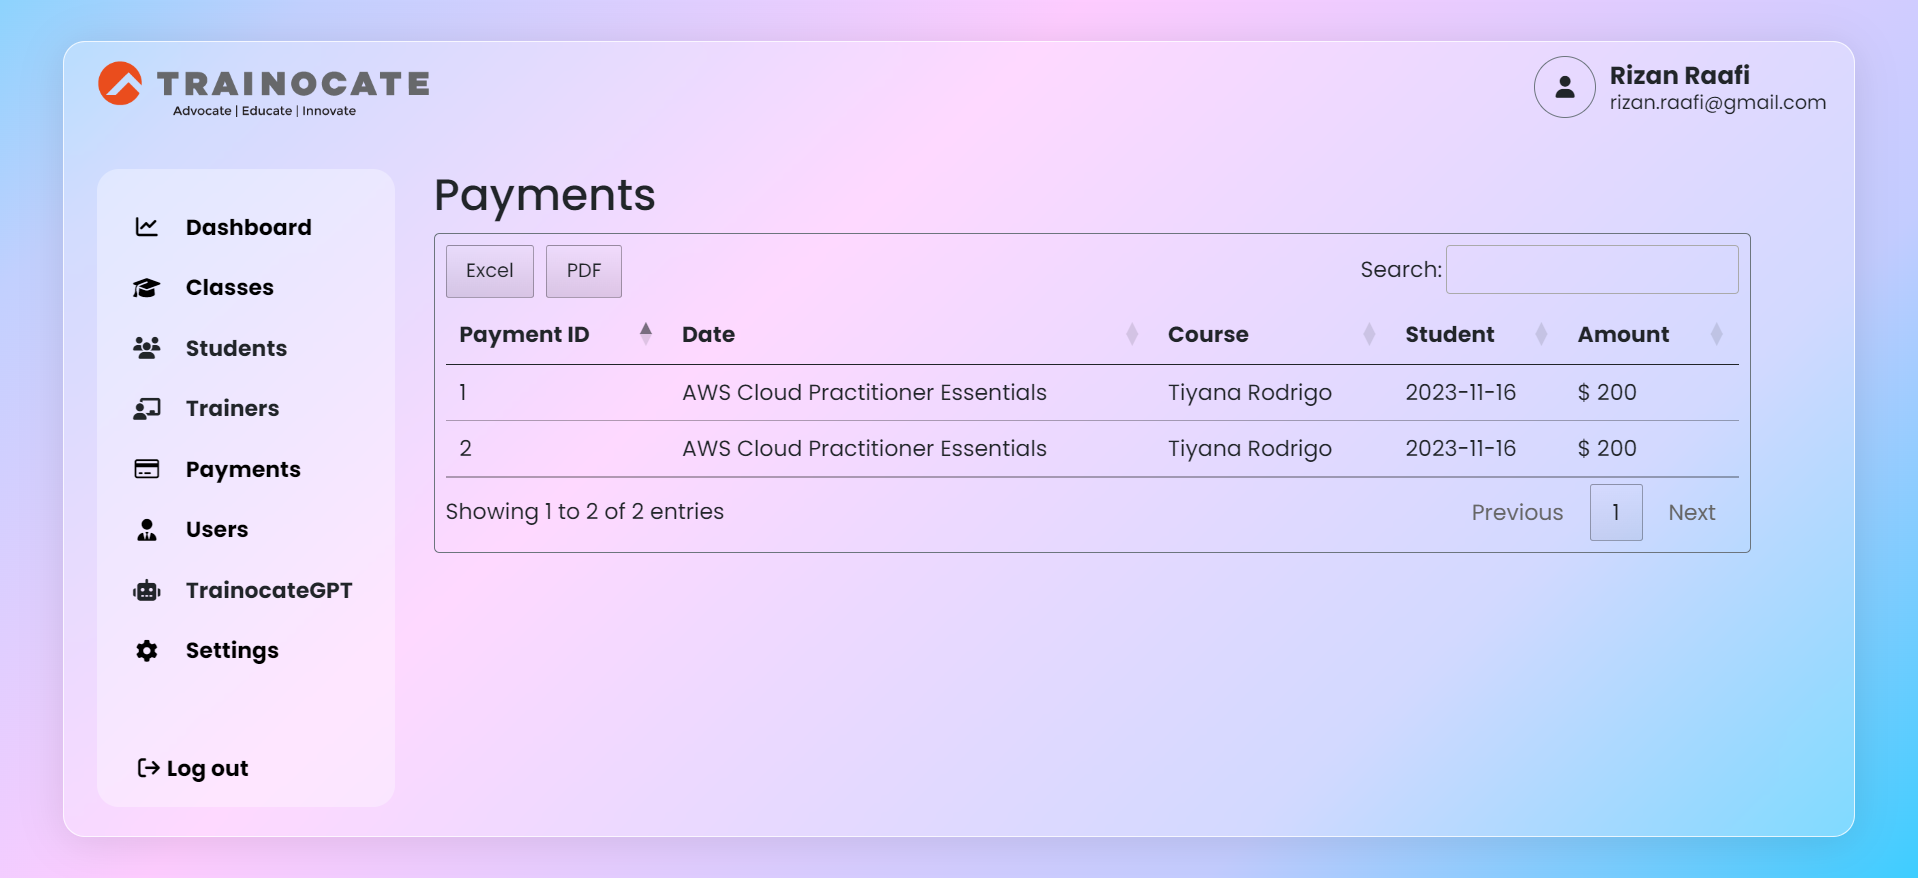 TRAINOCATE
Advocate | Educate | Innovate
Rizan Raafi
rizan.raafi@gmail.com
Dashboard
Classes
Students
Trainers
Payments
Users
TrainocateGPT
Settings
Log out
Payments
Excel PDF Search:
Payment ID Date Course Student Amount
1 AWS Cloud Practitioner Essentials Tiyana Rodrigo 2023-11-16 $ 200
2 AWS Cloud Practitioner Essentials Tiyana Rodrigo 2023-11-16 $ 200
Showing 1 to 2 of 2 entries Previous 1 Next